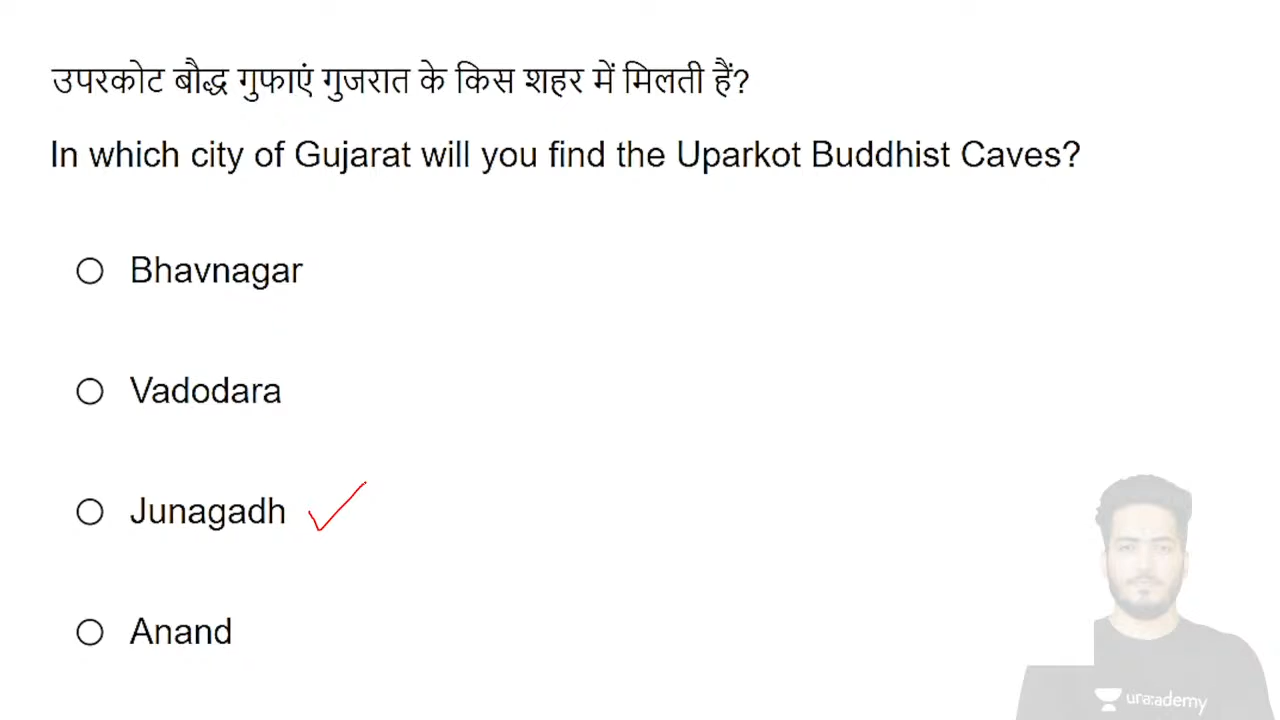 उपरकोट बौद्ध गुफाएं गुजरात के किस शहर में मिलती हैं?
In which city of Gujarat will you find the Uparkot Buddhist Caves?
Bhavnagar
Vadodara
Junagadh
Anand